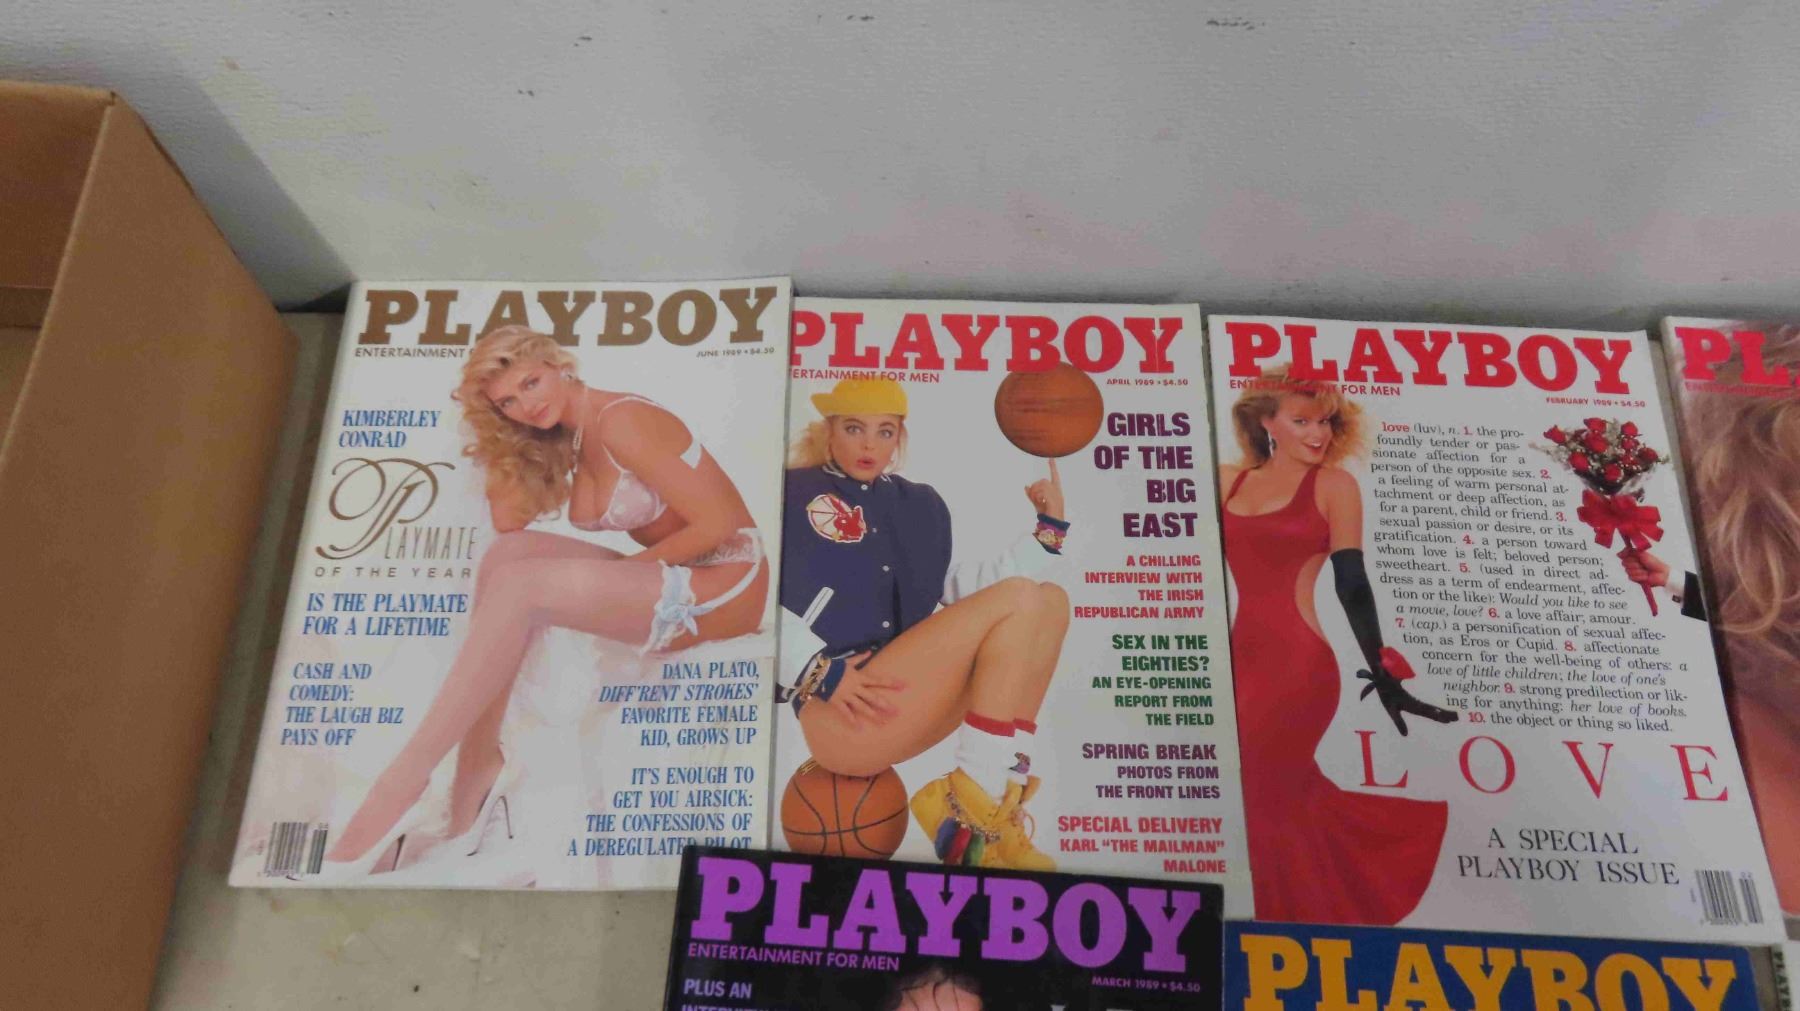 PLAYBOY
ENTERTAINMENT
JUNE 1989 • $4.50
KIMBERLEY
CONRAD
PLAYMATE
OF THE YEAR
IS THE PLAYMATE
FOR A LIFETIME
CASH AND
COMEDY:
THE LAUGH BIZ
PAYS OFF
DANA PLATO,
DIFF'RENT STROKES'
FAVORITE FEMALE
KID, GROWS UP
IT'S ENOUGH TO
GET YOU AIRSICK:
THE CONFESSIONS OF
A DEREGULATED PILOT
PLAYBOY
ERTAINMENT FOR MEN
APRIL 1989 • $4.50
GIRLS
OF THE
BIG
EAST
A CHILLING
INTERVIEW WITH
THE IRISH
REPUBLICAN ARMY
SEX IN THE
EIGHTIES?
AN EYE-OPENING
REPORT FROM
THE FIELD
SPRING BREAK
PHOTOS FROM
THE FRONT LINES
SPECIAL DELIVERY
KARL "THE MAILMAN"
MALONE
PLAYBOY
ENTERTAINMENT FOR MEN
FEBRUARY 1989 • $4.50
love (luv), n. 1. the pro-
foundly tender or pas-
sionate affection for a
person of the opposite sex. 2.
a feeling of warm personal at-
tachment or deep affection, as
for a parent, child or friend. 3.
sexual passion or desire, or its
gratification. 4. a person toward
whom love is felt; beloved person;
sweetheart. 5. (used in direct ad-
dress as a term of endearment, affec-
tion or the like): Would you like to see
a movie, love? 6. a love affair; amour.
7. (cap.) a personification of sexual affec-
tion, as Eros or Cupid. 8. affectionate
concern for the well-being of others: a
love of little children; the love of one's
neighbor. 9. strong predilection or lik-
ing for anything: her love of books.
10. the object or thing so liked.
LOVE
A SPECIAL
PLAYBOY ISSUE
PL
PLAYBOY
ENTERTAINMENT FOR MEN
MARCH 1989 • $4.50
PLUS AN
PLAYBOY